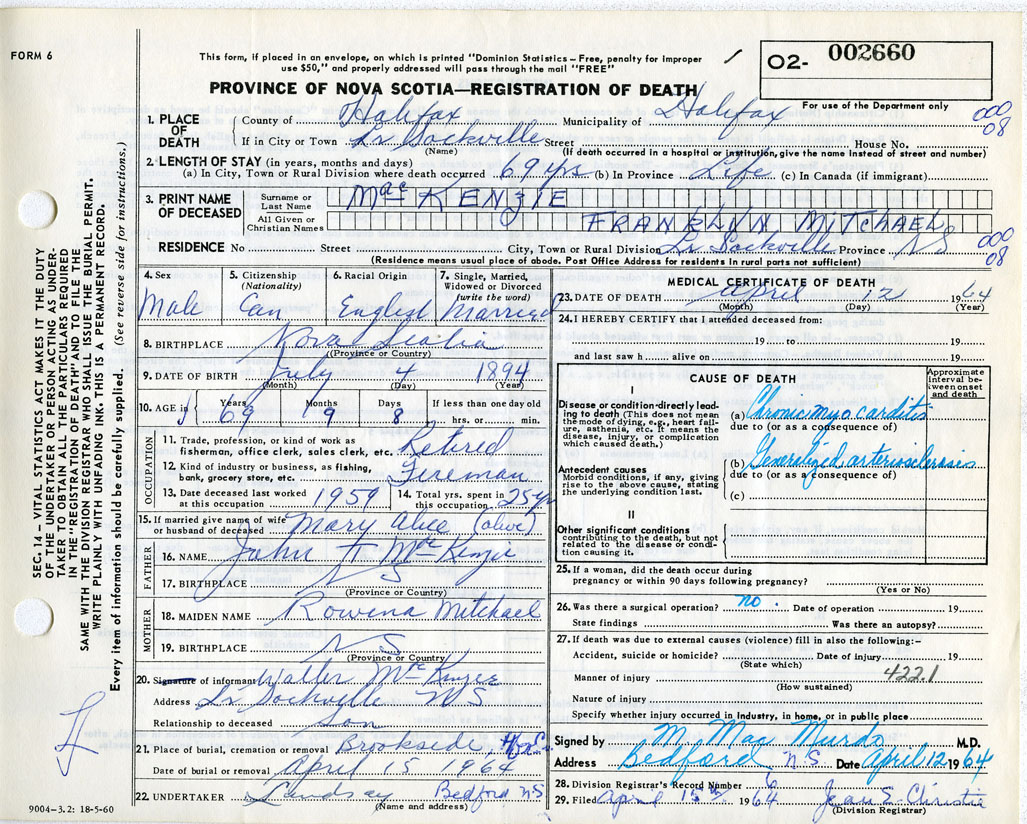 FORM 6
This form, if placed in an envelope, on which is printed "Dominion Statistics – Free, penalty for improper
use $50," and properly addressed will pass through the mail "FREE"
O2- 002660
For use of the Department only
PROVINCE OF NOVA SCOTIA—REGISTRATION OF DEATH
000
08
1. PLACE OF DEATH { County of Halifax Municipality of Halifax
If in City or Town Lr Sackville Street House No.
(Name) (If death occurred in a hospital or institution, give the name instead of street and number)
2. LENGTH OF STAY (in years, months and days)
(a) In City, Town or Rural Division where death occurred 69 yrs (b) In Province Life (c) In Canada (if immigrant)
3. PRINT NAME OF DECEASED { Surname or Last Name MacKENZIE
All Given or Christian Names FRANKLYN MITCHAEL
RESIDENCE No Street City, Town or Rural Division Lr Sackville Province NS
000
08
(Residence means usual place of abode. Post Office Address for residents in rural parts not sufficient)
4. Sex Male
5. Citizenship (Nationality) Can
6. Racial Origin English
7. Single, Married, Widowed or Divorced (write the word) Married
8. BIRTHPLACE Nova Scotia
(Province or Country)
9. DATE OF BIRTH July 4 1894
(Month) (Day) (Year)
10. AGE in { Years Months Days If less than one day old
69 9 8 hrs. or min.
OCCUPATION
11. Trade, profession, or kind of work as
fisherman, office clerk, sales clerk, etc. Retired
12. Kind of industry or business, as fishing,
bank, grocery store, etc. Fireman
13. Date deceased last worked at this occupation 1959
14. Total yrs. spent in this occupation 25 yrs
15. If married give name of wife
or husband of deceased Mary Alice (alive)
FATHER
16. NAME John H McKenzie
17. BIRTHPLACE NS
(Province or Country)
MOTHER
18. MAIDEN NAME Rowena Mitchael
19. BIRTHPLACE NS
(Province or Country)
20. Signature of informant Walter McKenzie
Address Lr Sackville NS
Relationship to deceased Son
21. Place of burial, cremation or removal Brookside, Hfx Co.
Date of burial or removal April 15 1964
22. UNDERTAKER Lindsay Bedford NS
(Name and address)
MEDICAL CERTIFICATE OF DEATH
23. DATE OF DEATH April 12 1964
(Month) (Day) (Year)
24. I HEREBY CERTIFY that I attended deceased from:
19 to 19
and last saw h alive on 19
CAUSE OF DEATH
Approximate interval between onset and death
I
Disease or condition directly leading to death (This does not mean the mode of dying, e.g., heart failure, asthenia, etc. It means the disease, injury, or complication which caused death.)
(a) Chronic myocarditis
due to (or as a consequence of)
Antecedent causes
Morbid conditions, if any, giving rise to the above cause, stating the underlying condition last.
(b) Generalized arteriosclerosis
due to (or as a consequence of)
(c)
II
Other significant conditions
contributing to the death, but not related to the disease or condition causing it.
25. If a woman, did the death occur during
pregnancy or within 90 days following pregnancy?
(Yes or No)
26. Was there a surgical operation? no. Date of operation 19
State findings Was there an autopsy?
27. If death was due to external causes (violence) fill in also the following:–
Accident, suicide or homicide? Date of injury 19
(State which)
Manner of injury 4221
(How sustained)
Nature of injury
Specify whether injury occurred in industry, in home, or in public place
Signed by M. MacMurdo M.D.
Address Bedford N.S. Date April 12 1964
28. Division Registrar's Record Number 6
29. Filed April 15th 1964 Jean S. Christie
(Division Registrar)
SEC. 14 – VITAL STATISTICS ACT MAKES IT THE DUTY
OF THE UNDERTAKER OR PERSON ACTING AS UNDER-
TAKER TO OBTAIN ALL THE PARTICULARS REQUIRED
IN THE "REGISTRATION OF DEATH" AND TO FILE THE
SAME WITH THE DIVISION REGISTRAR WHO SHALL ISSUE THE BURIAL PERMIT.
WRITE PLAINLY WITH UNFADING INK. THIS IS A PERMANENT RECORD.
Every item of information should be carefully supplied. (See reverse side for instructions.)
9004–3.2: 18-5-60